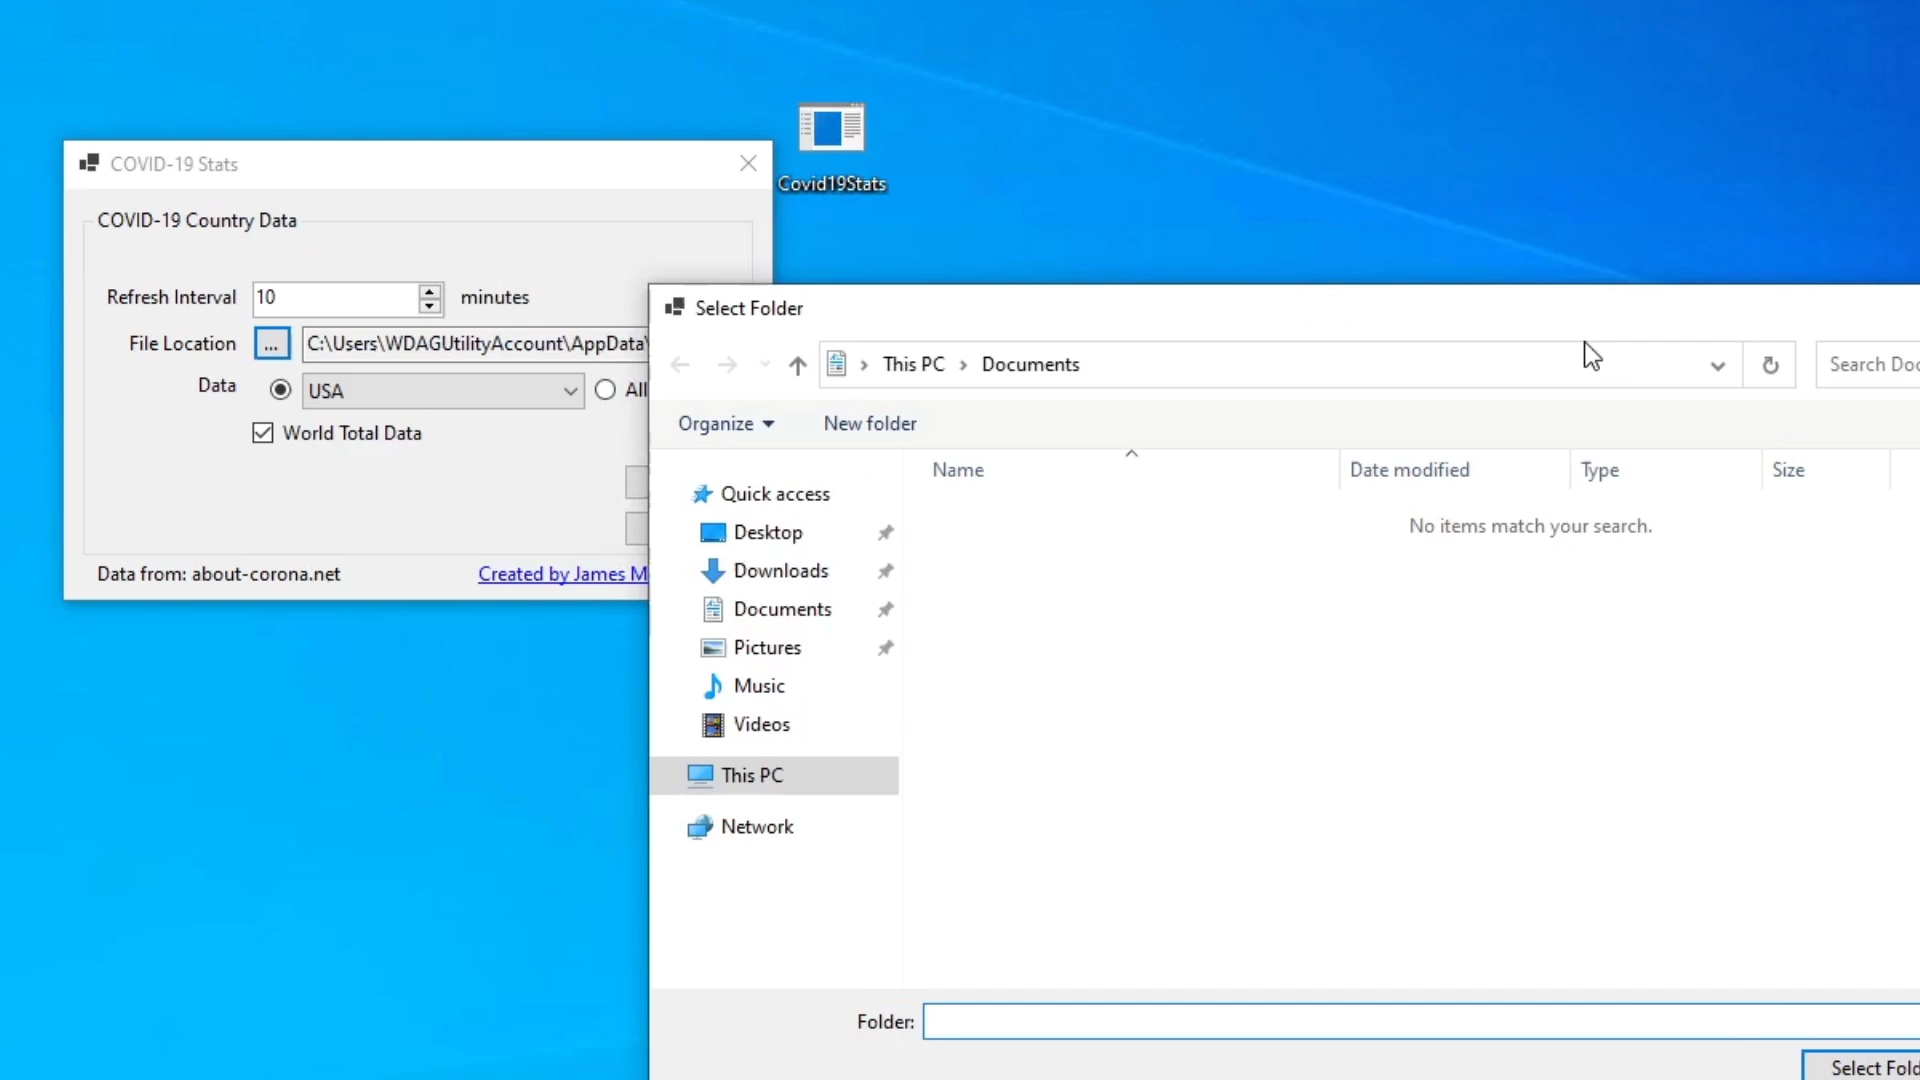 Covid19Stats
COVID-19 Stats
COVID-19 Country Data
Refresh Interval 10 minutes
File Location ... C:\Users\WDAGUtilityAccount\AppData\
Data USA All
World Total Data
Data from: about-corona.net Created by James M
Select Folder
This PC > Documents
Search Doc
Organize New folder
Name Date modified Type Size
No items match your search.
Quick access
Desktop
Downloads
Documents
Pictures
Music
Videos
This PC
Network
Folder:
Select Fold